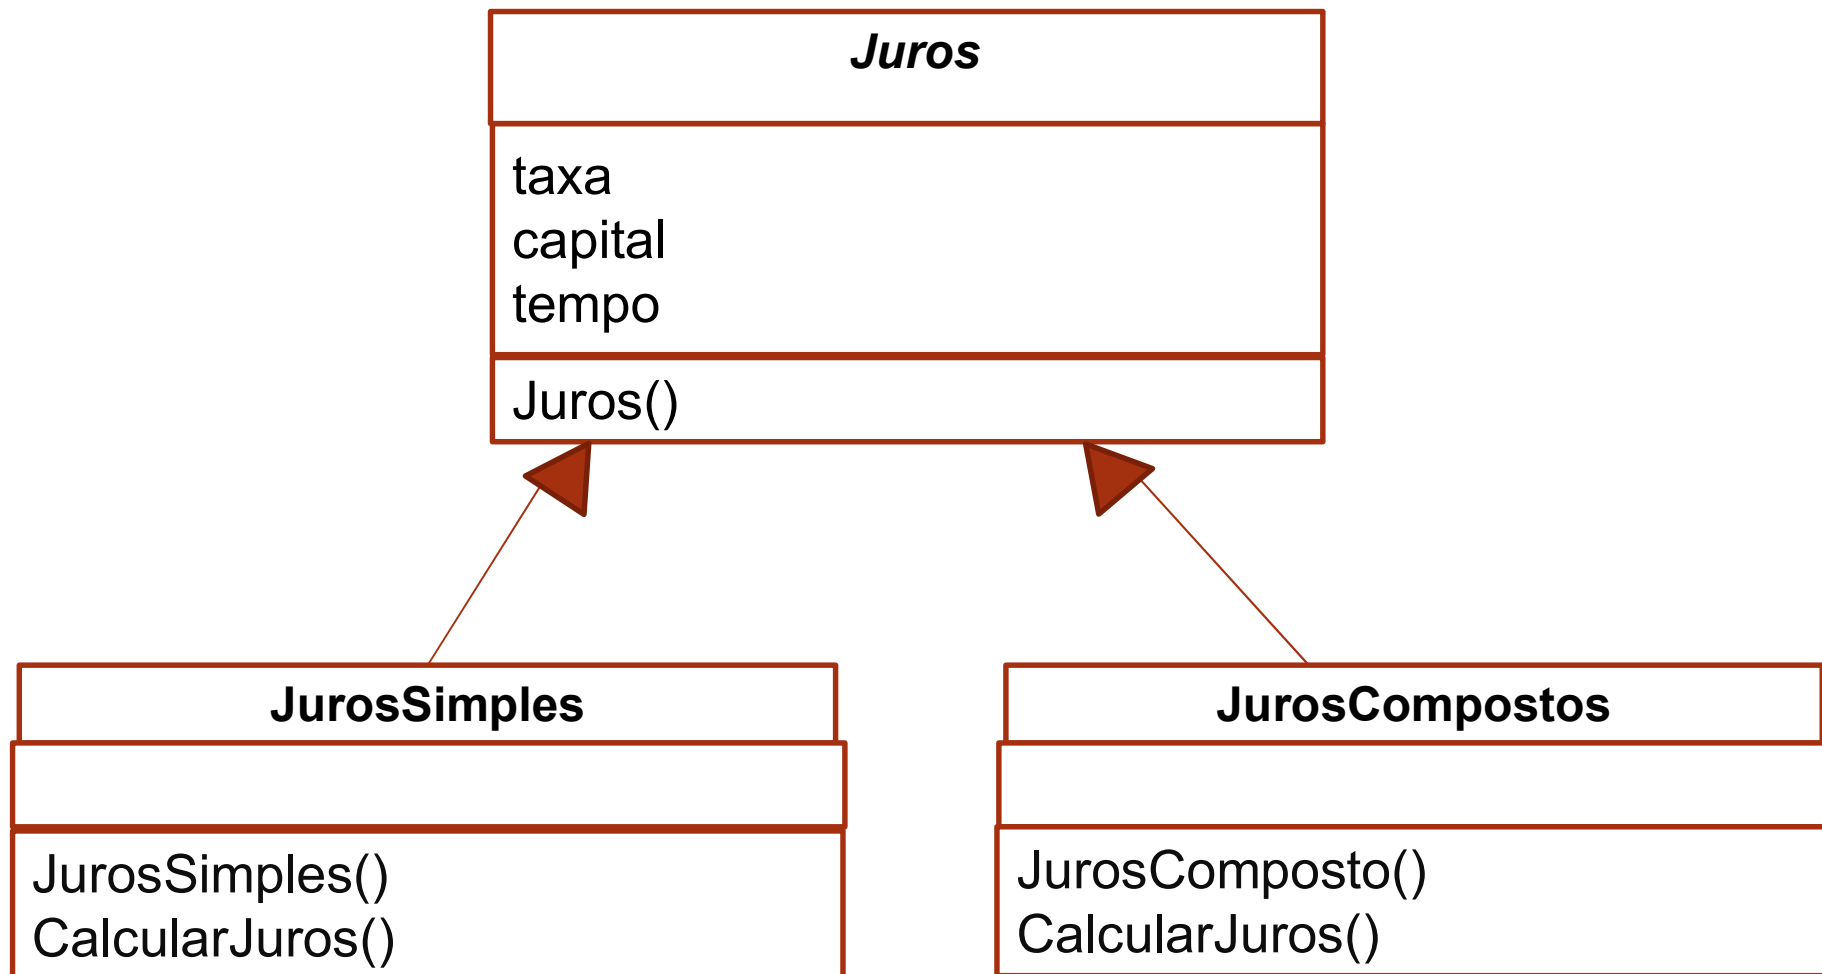 Juros
taxa
capital
tempo
Juros()
JurosSimples
JurosSimples()
CalcularJuros()
JurosCompostos
JurosComposto()
CalcularJuros()